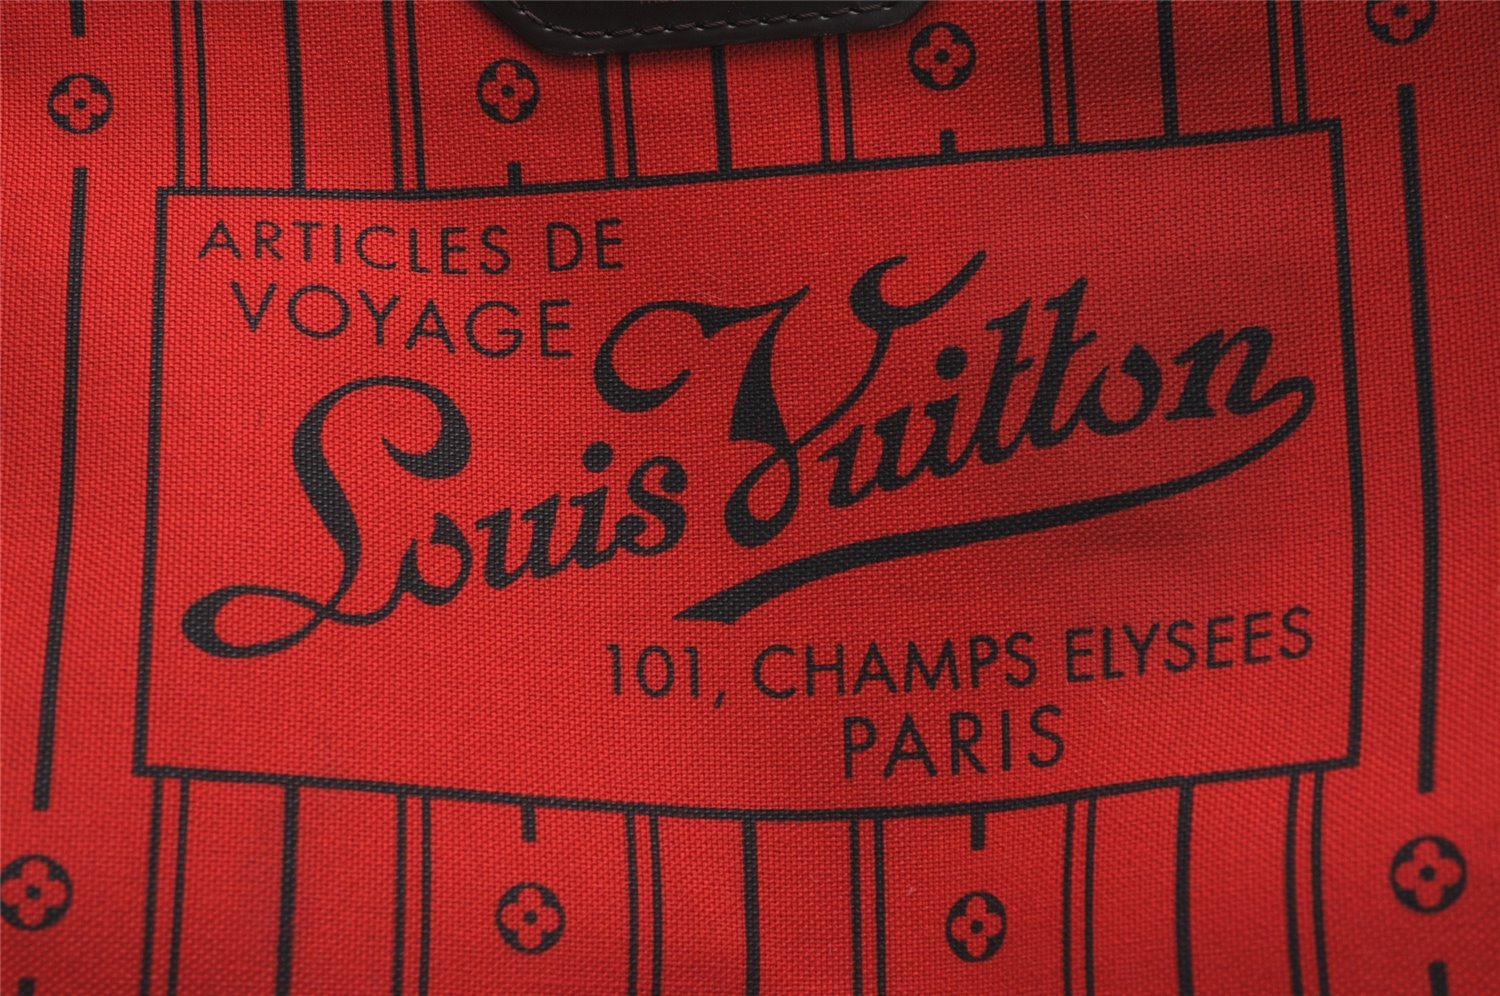 ARTICLES DE
VOYAGE
Louis Vuitton
101, CHAMPS ELYSEES
PARIS